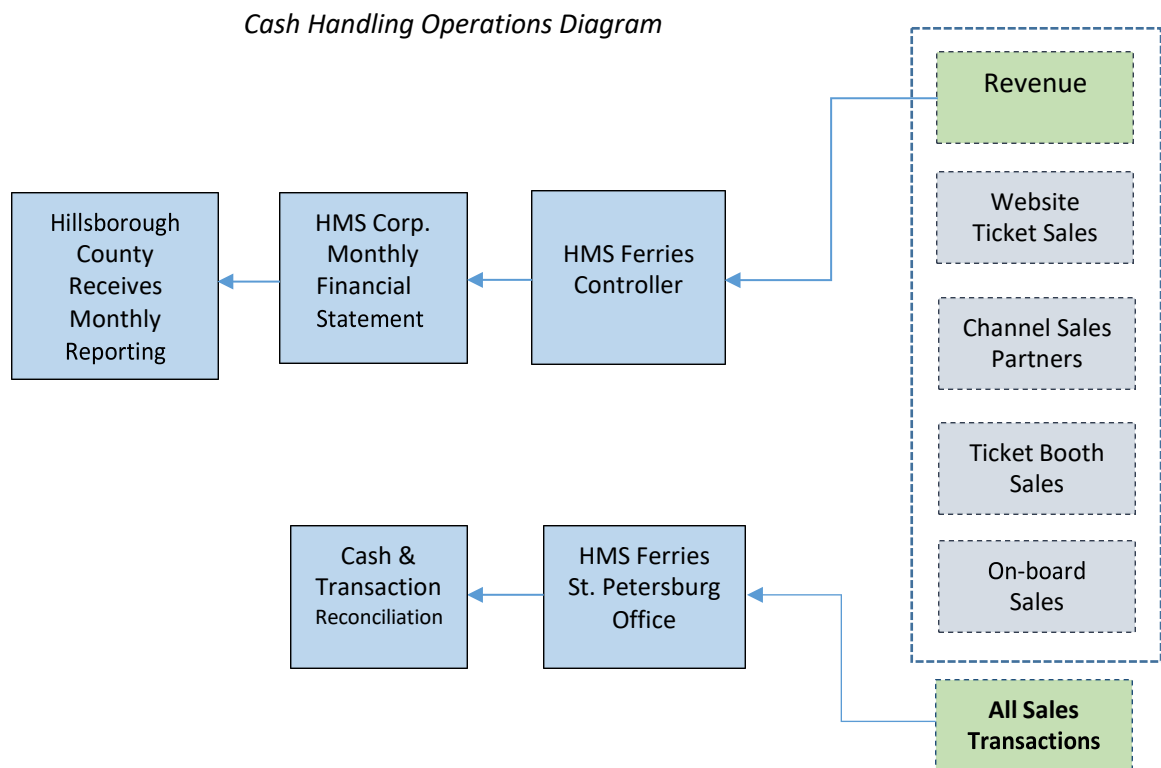 Cash Handling Operations Diagram
Revenue
Website
Ticket Sales
Channel Sales
Partners
Ticket Booth
Sales
On-board
Sales
All Sales
Transactions
Hillsborough
County
Receives
Monthly
Reporting
HMS Corp.
Monthly
Financial
Statement
HMS Ferries
Controller
Cash &
Transaction
Reconciliation
HMS Ferries
St. Petersburg
Office